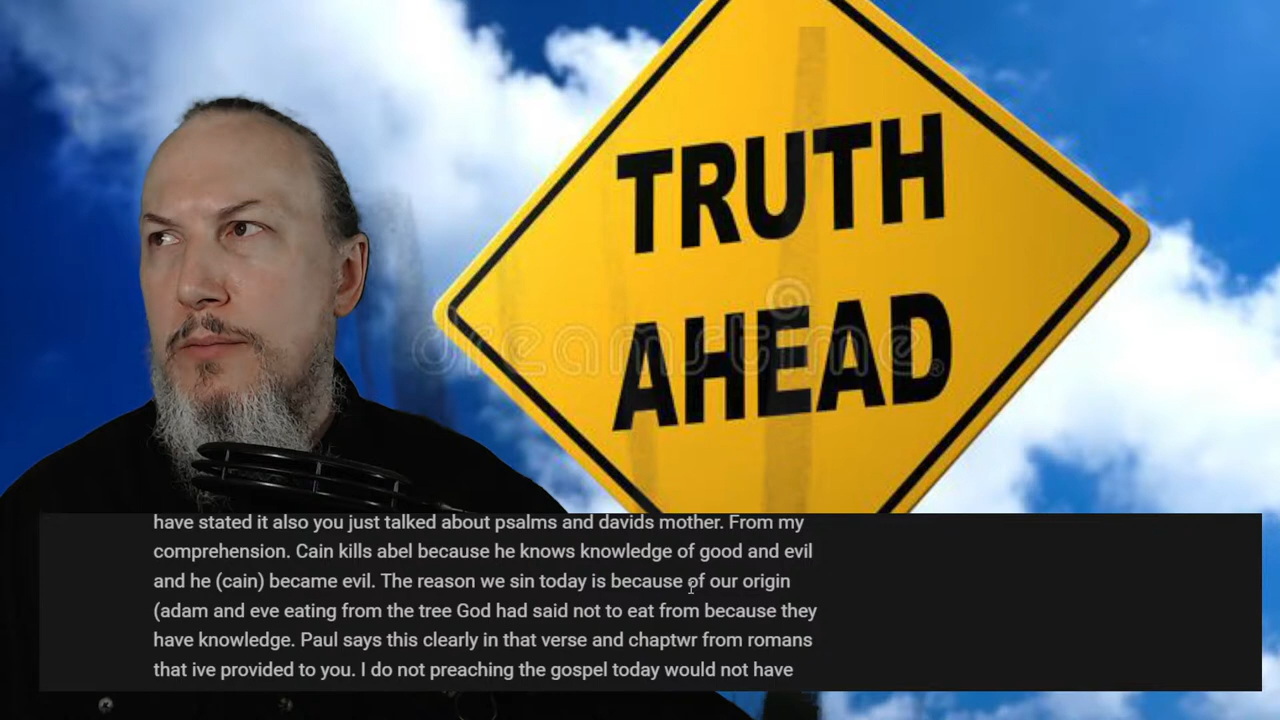 TRUTH
AHEAD
dreamstime
have stated it also you just talked about psalms and davids mother. From my
comprehension. Cain kills abel because he knows knowledge of good and evil
and he (cain) became evil. The reason we sin today is because of our origin
(adam and eve eating from the tree God had said not to eat from because they
have knowledge. Paul says this clearly in that verse and chaptwr from romans
that ive provided to you. I do not preaching the gospel today would not have